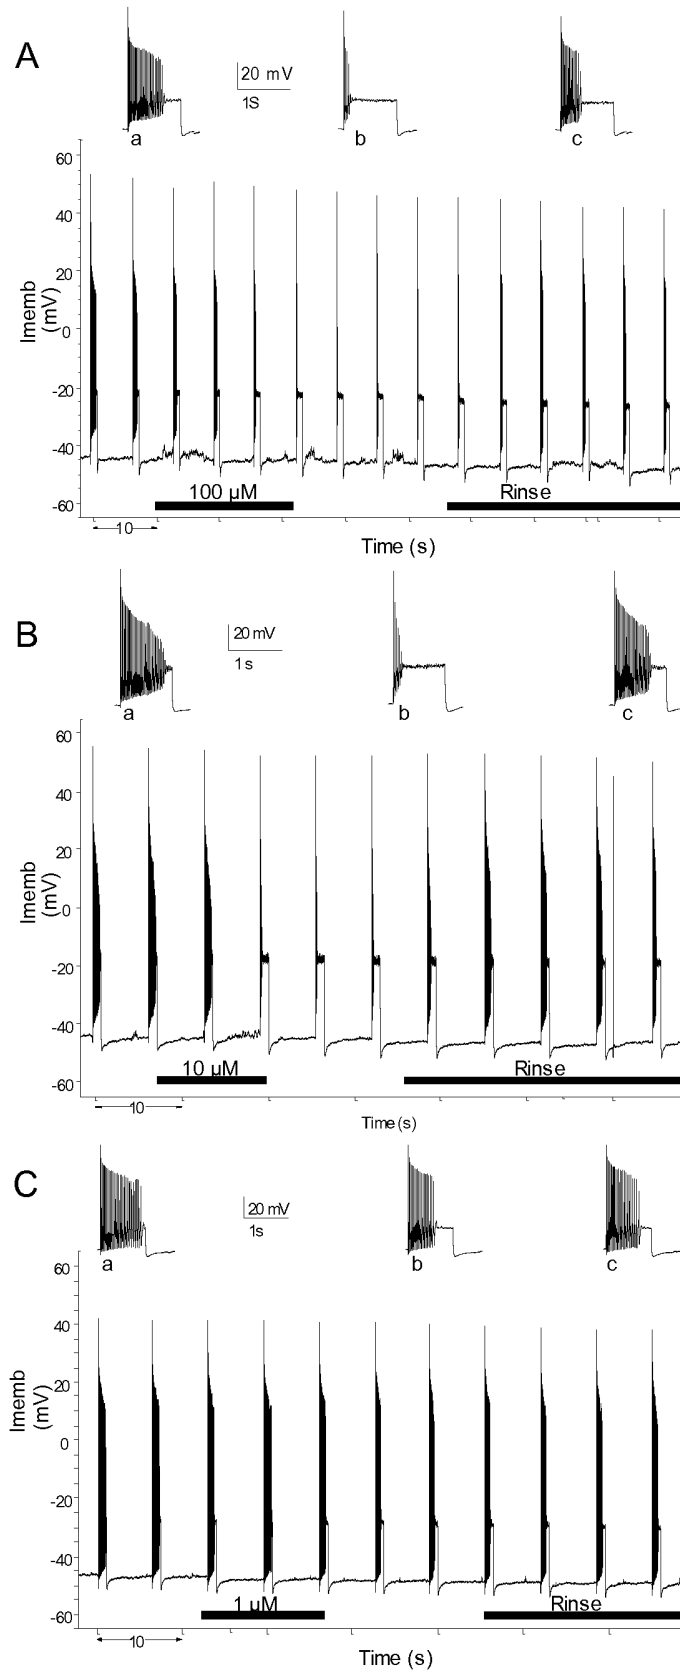 A
20 mV
1S
a
b
c
60
40
20
0
-20
-40
-60
Imemb
(mV)
100 µM
Rinse
10
Time (s)
B
20 mV
1 s
a
b
c
60
40
20
0
-20
-40
-60
Imemb
(mV)
10 µM
Rinse
10
Time (s)
C
20 mV
1s
a
b
c
60
40
20
0
-20
-40
-60
Imemb
(mV)
1 µM
Rinse
10
Time (s)